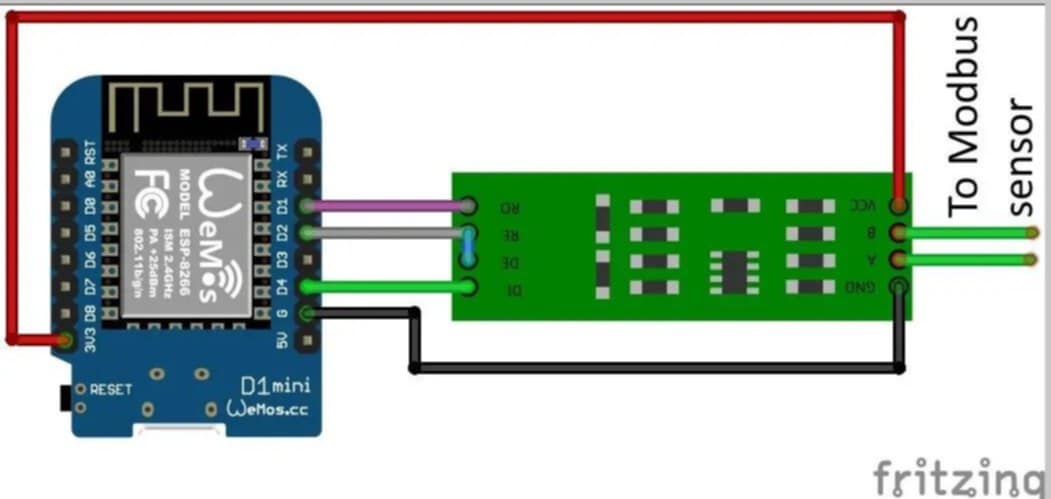 To Modbus
sensor
RST
A0
D0
D5
D6
D7
D8
3V3
TX
RX
D1
D2
D3
D4
G
5V
WeMos
MODEL ESP-8266
ISM 2.4GHz
PA +25dBm
802.11b/g/n
FC
RESET
D1mini
WeMos.cc
RO
RE
DE
DI
VCC
B
A
GND
fritzing